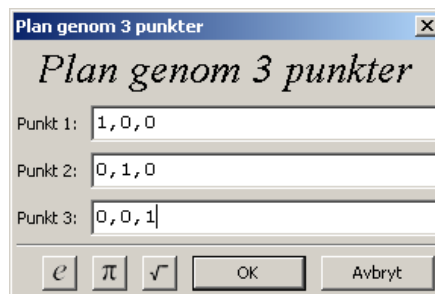 Plan genom 3 punkter
Plan genom 3 punkter
Punkt 1: 1,0,0
Punkt 2: 0,1,0
Punkt 3: 0,0,1
e π √ OK Avbryt